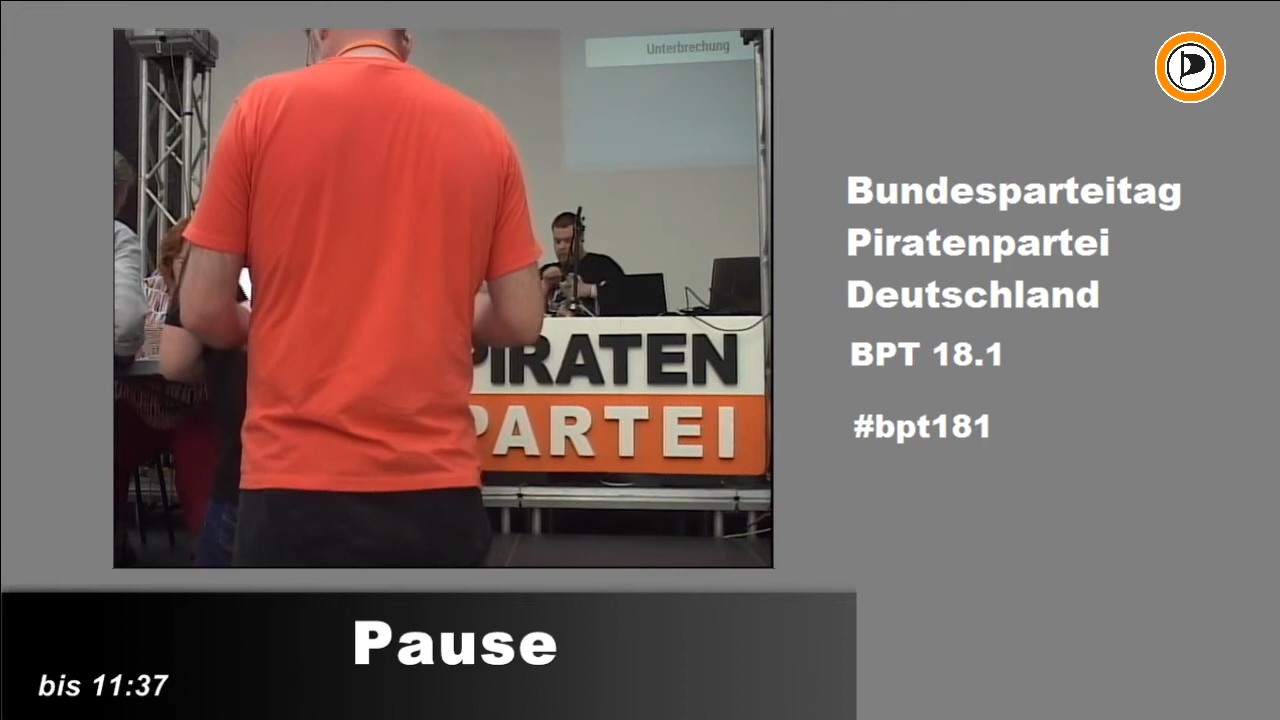 Unterbrechung
PIRATEN
PARTEI
Bundesparteitag
Piratenpartei
Deutschland
BPT 18.1
#bpt181
Pause
bis 11:37